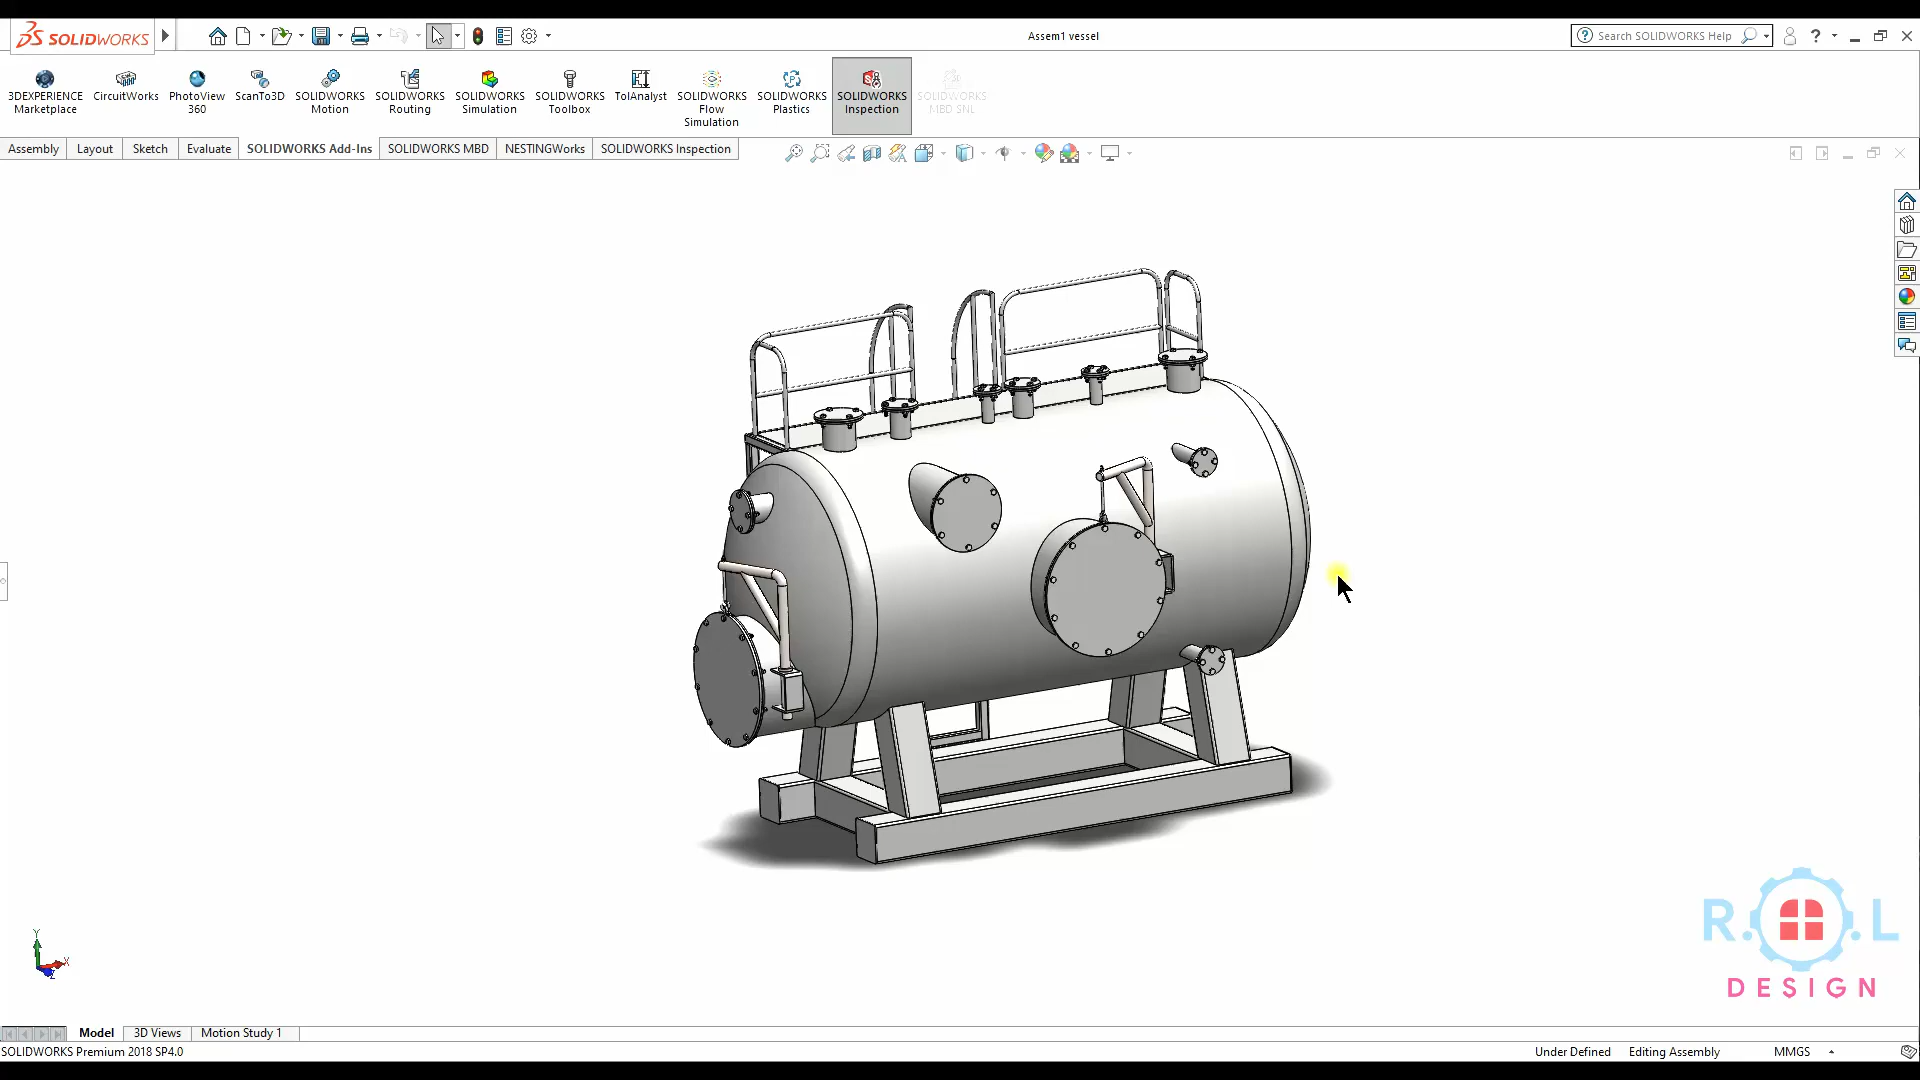 SOLIDWORKS
Assem1 vessel
Search SOLIDWORKS Help
?
3DEXPERIENCE Marketplace
CircuitWorks
PhotoView 360
ScanTo3D
SOLIDWORKS Motion
SOLIDWORKS Routing
SOLIDWORKS Simulation
SOLIDWORKS Toolbox
TolAnalyst
SOLIDWORKS Flow Simulation
SOLIDWORKS Plastics
SOLIDWORKS Inspection
SOLIDWORKS MBD SNL
Assembly Layout Sketch Evaluate SOLIDWORKS Add-Ins SOLIDWORKS MBD NESTINGWorks SOLIDWORKS Inspection
Y
X
Z
R. .L
DESIGN
Model 3D Views Motion Study 1
SOLIDWORKS Premium 2018 SP4.0
Under Defined Editing Assembly MMGS